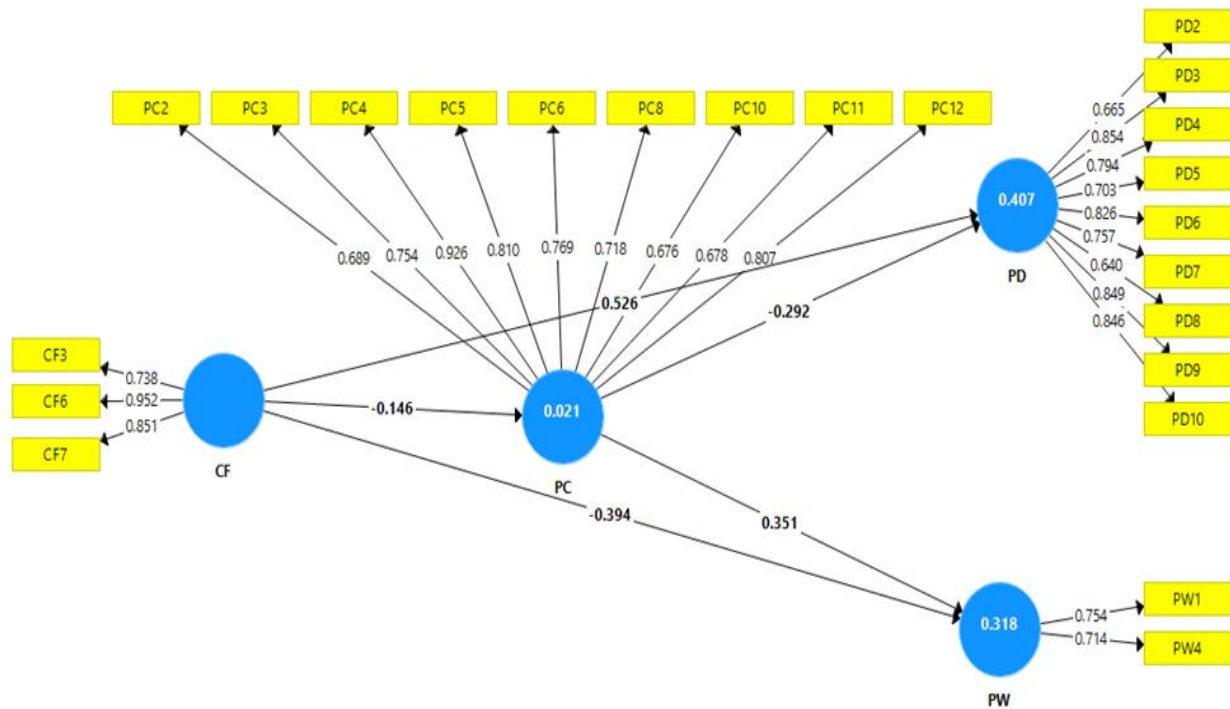 PD2
PC2 PC3 PC4 PC5 PC6 PC8 PC10 PC11 PC12
PD3
0.665
0.854
PD4
0.794
0.703
PD5
0.407
0.826
PD6
0.757
0.689 0.754 0.926 0.810 0.769 0.718 0.676 0.678 0.807
0.640
PD7
PD
0.849
0.526
-0.292
0.846
PD8
CF3
0.738
PD9
CF6
0.952
-0.146
0.021
PD10
0.851
CF7
CF
PC
-0.394
0.351
PW1
0.754
0.318
0.714
PW4
PW